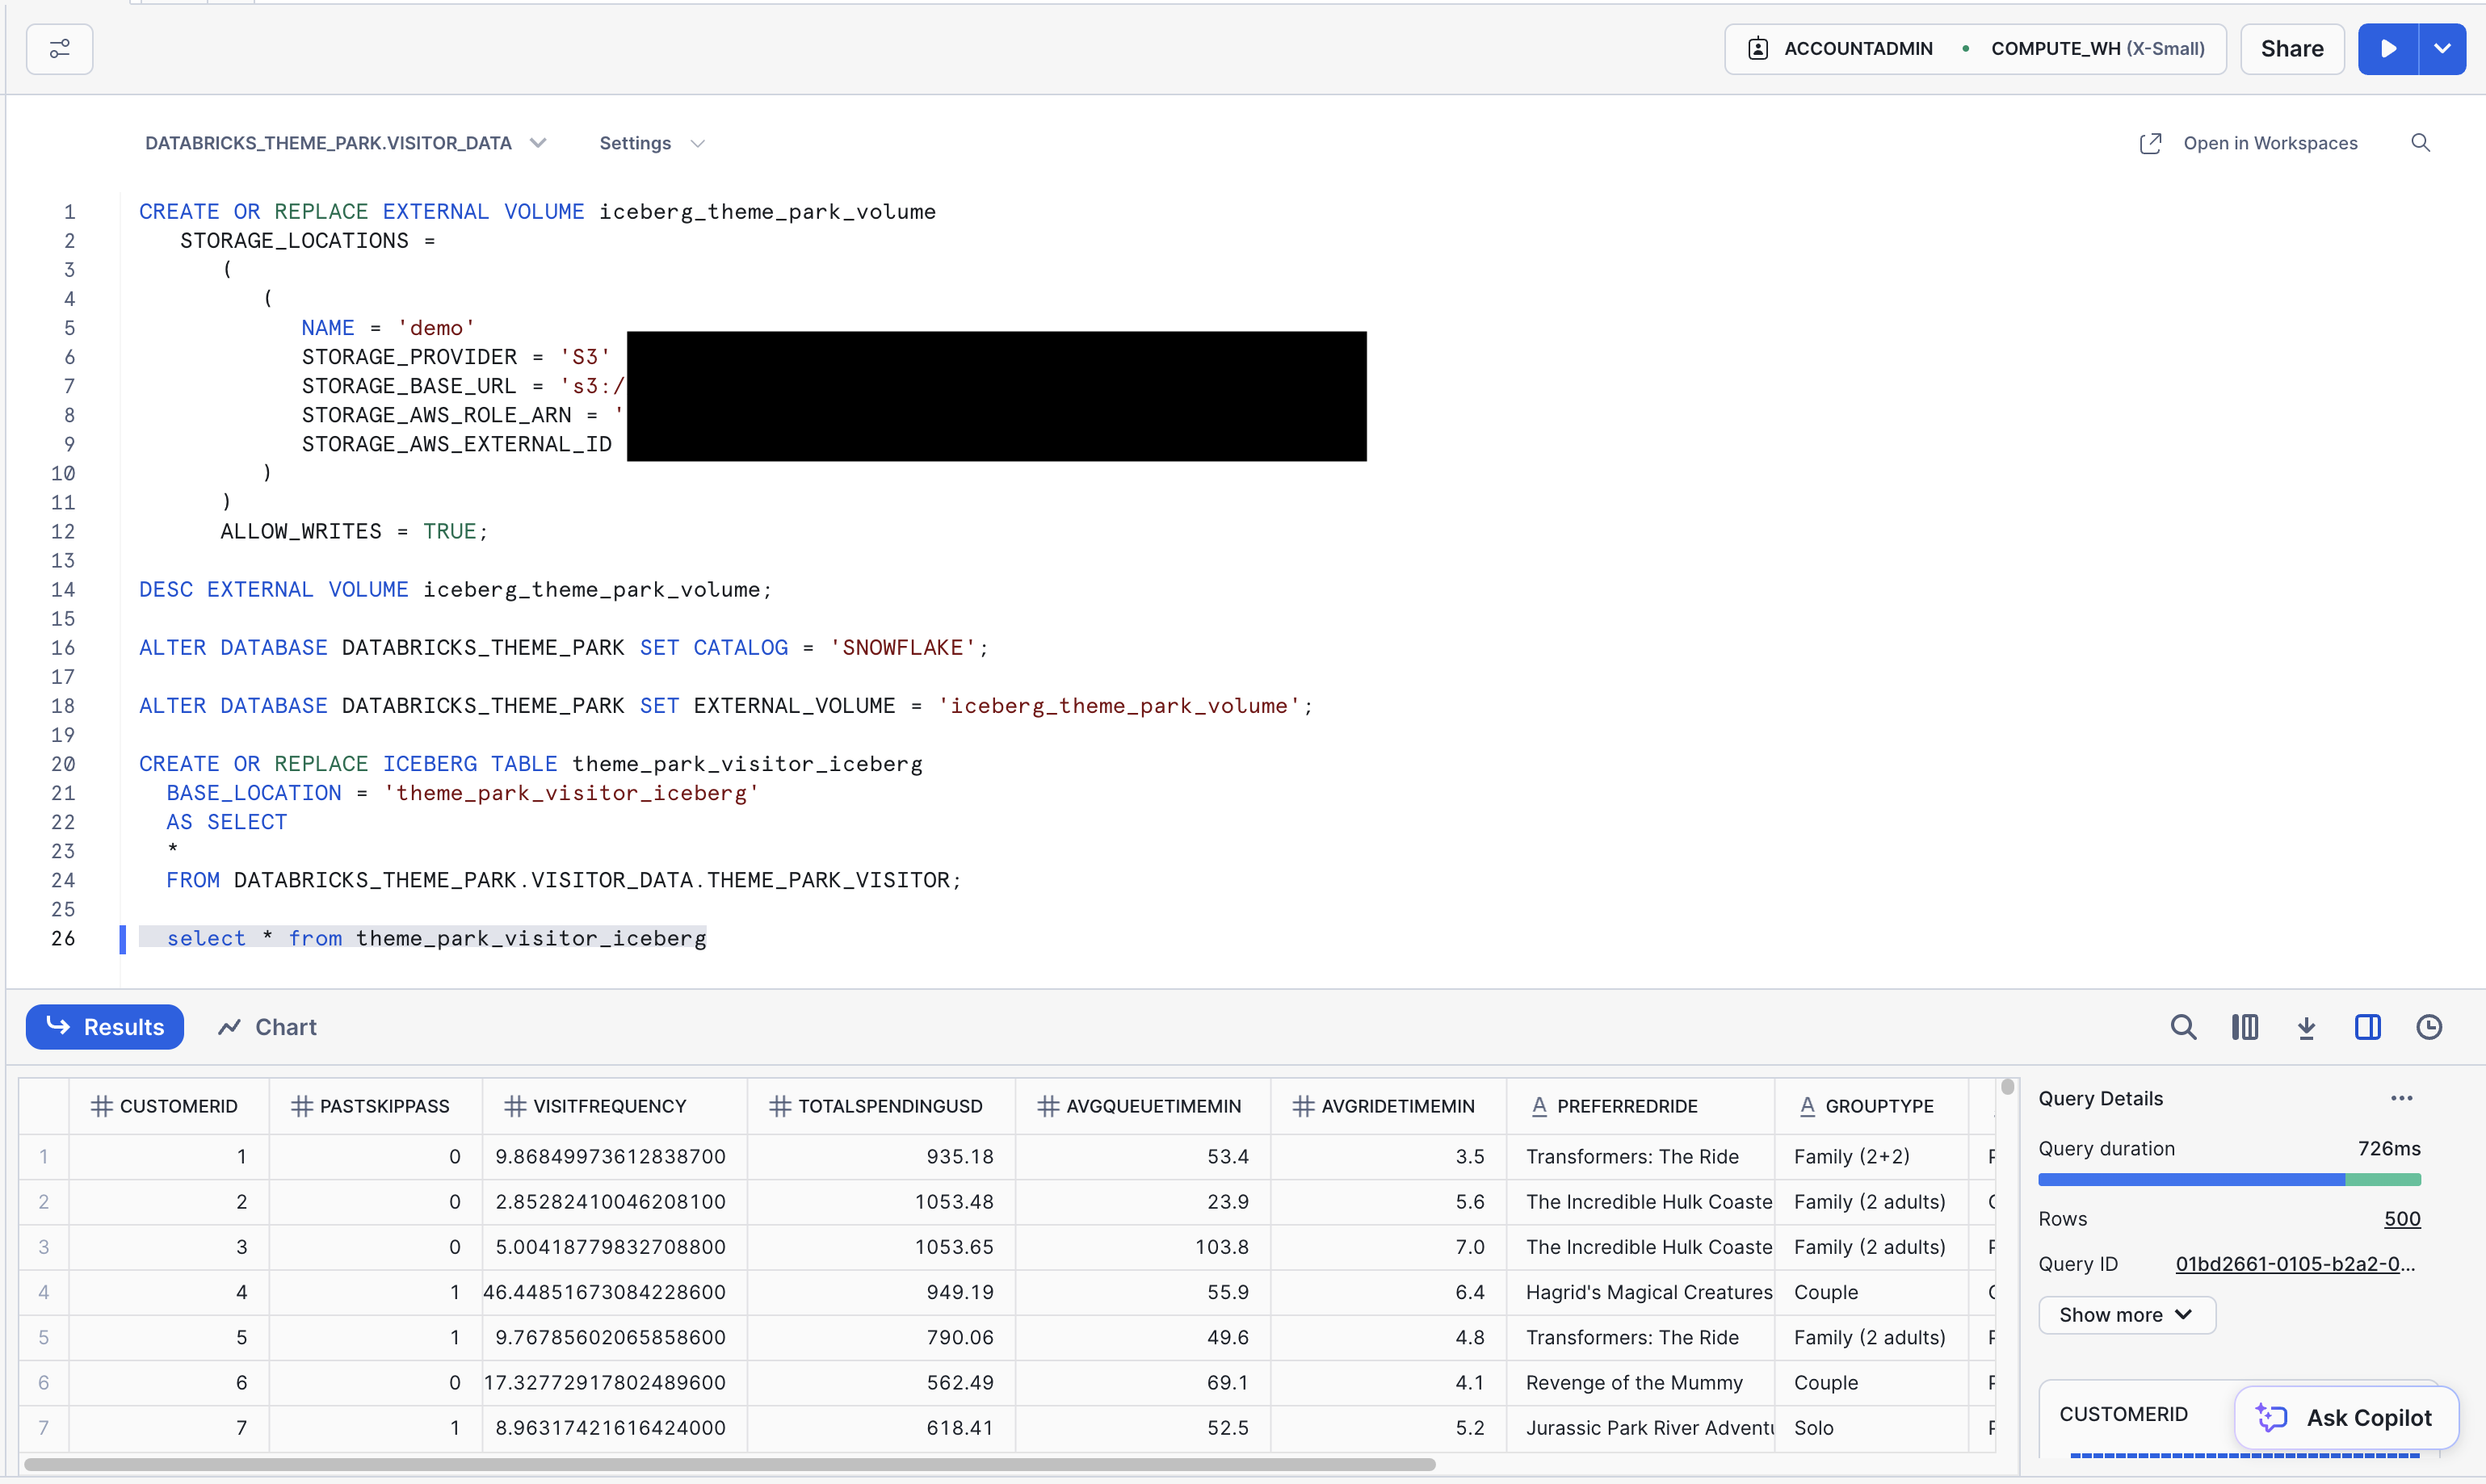 ACCOUNTADMIN • COMPUTE_WH (X-Small) Share
DATABRICKS_THEME_PARK.VISITOR_DATA Settings Open in Workspaces
1 CREATE OR REPLACE EXTERNAL VOLUME iceberg_theme_park_volume
2 STORAGE_LOCATIONS =
3 (
4 (
5 NAME = 'demo'
6 STORAGE_PROVIDER = 'S3'
7 STORAGE_BASE_URL = 's3:/
8 STORAGE_AWS_ROLE_ARN = '
9 STORAGE_AWS_EXTERNAL_ID
10 )
11 )
12 ALLOW_WRITES = TRUE;
13
14 DESC EXTERNAL VOLUME iceberg_theme_park_volume;
15
16 ALTER DATABASE DATABRICKS_THEME_PARK SET CATALOG = 'SNOWFLAKE';
17
18 ALTER DATABASE DATABRICKS_THEME_PARK SET EXTERNAL_VOLUME = 'iceberg_theme_park_volume';
19
20 CREATE OR REPLACE ICEBERG TABLE theme_park_visitor_iceberg
21 BASE_LOCATION = 'theme_park_visitor_iceberg'
22 AS SELECT
23 *
24 FROM DATABRICKS_THEME_PARK.VISITOR_DATA.THEME_PARK_VISITOR;
25
26 select * from theme_park_visitor_iceberg
Results Chart
CUSTOMERID PASTSKIPPASS VISITFREQUENCY TOTALSPENDINGUSD AVGQUEUETIMEMIN AVGRIDETIMEMIN PREFERREDRIDE GROUPTYPE
1 1 0 9.86849973612838700 935.18 53.4 3.5 Transformers: The Ride Family (2+2)
2 2 0 2.85282410046208100 1053.48 23.9 5.6 The Incredible Hulk Coaste Family (2 adults)
3 3 0 5.00418779832708800 1053.65 103.8 7.0 The Incredible Hulk Coaste Family (2 adults)
4 4 1 46.44851673084228600 949.19 55.9 6.4 Hagrid's Magical Creatures Couple
5 5 1 9.76785602065858600 790.06 49.6 4.8 Transformers: The Ride Family (2 adults)
6 6 0 17.32772917802489600 562.49 69.1 4.1 Revenge of the Mummy Couple
7 7 1 8.96317421616424000 618.41 52.5 5.2 Jurassic Park River Advent Solo
Query Details ...
Query duration 726ms
Rows 500
Query ID 01bd2661-0105-b2a2-0...
Show more
CUSTOMERID
Ask Copilot